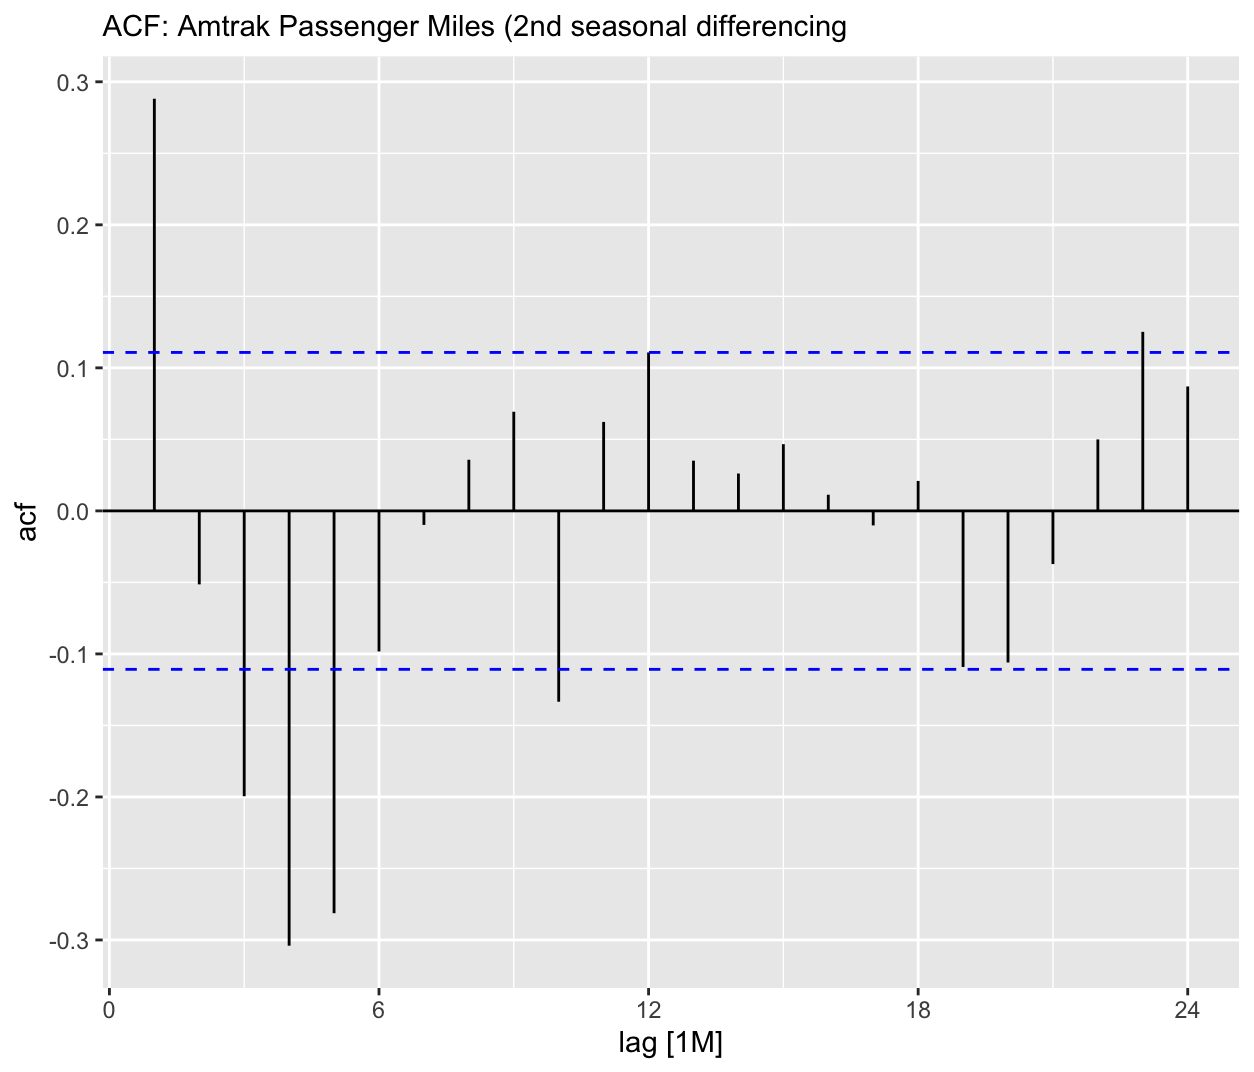 ACF: Amtrak Passenger Miles (2nd seasonal differencing
0.3
0.2
0.1
0.0
-0.1
-0.2
-0.3
acf
0 6 12 18 24
lag [1M]